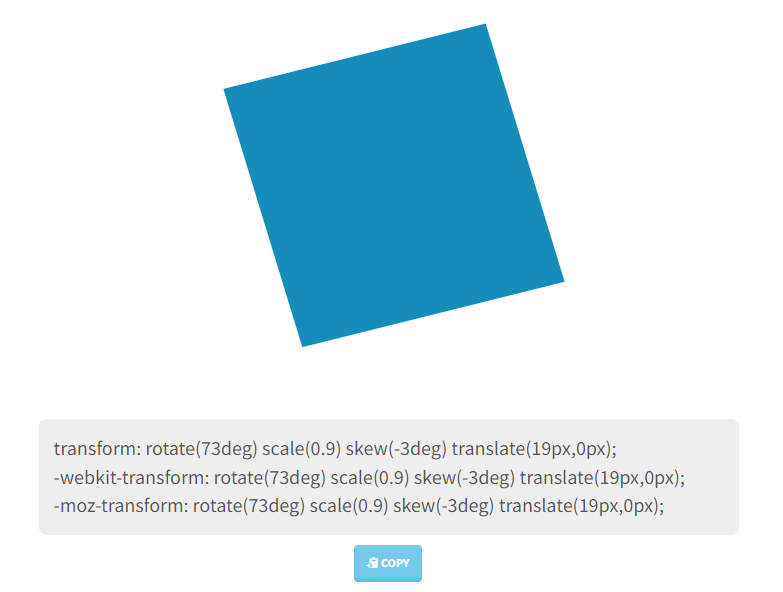 transform: rotate(73deg) scale(0.9) skew(-3deg) translate(19px,0px);
-webkit-transform: rotate(73deg) scale(0.9) skew(-3deg) translate(19px,0px);
-moz-transform: rotate(73deg) scale(0.9) skew(-3deg) translate(19px,0px);
COPY